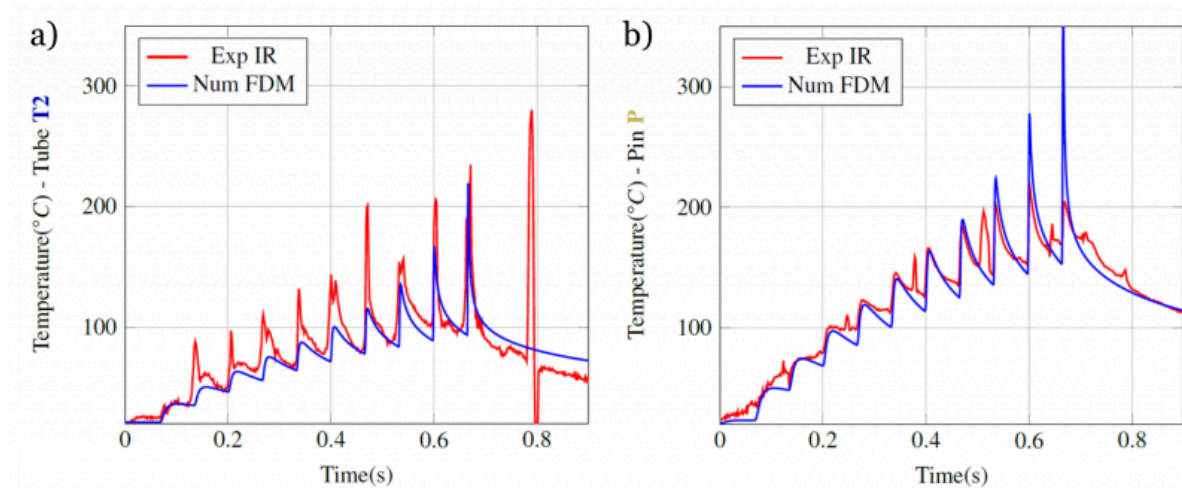 a)
Exp IR
Num FDM
Temperature(°C) - Tube T2
300
200
100
0
0.2
0.4
0.6
0.8
Time(s)
b)
Exp IR
Num FDM
Temperature(°C) - Pin P
300
200
100
0
0.2
0.4
0.6
0.8
Time(s)